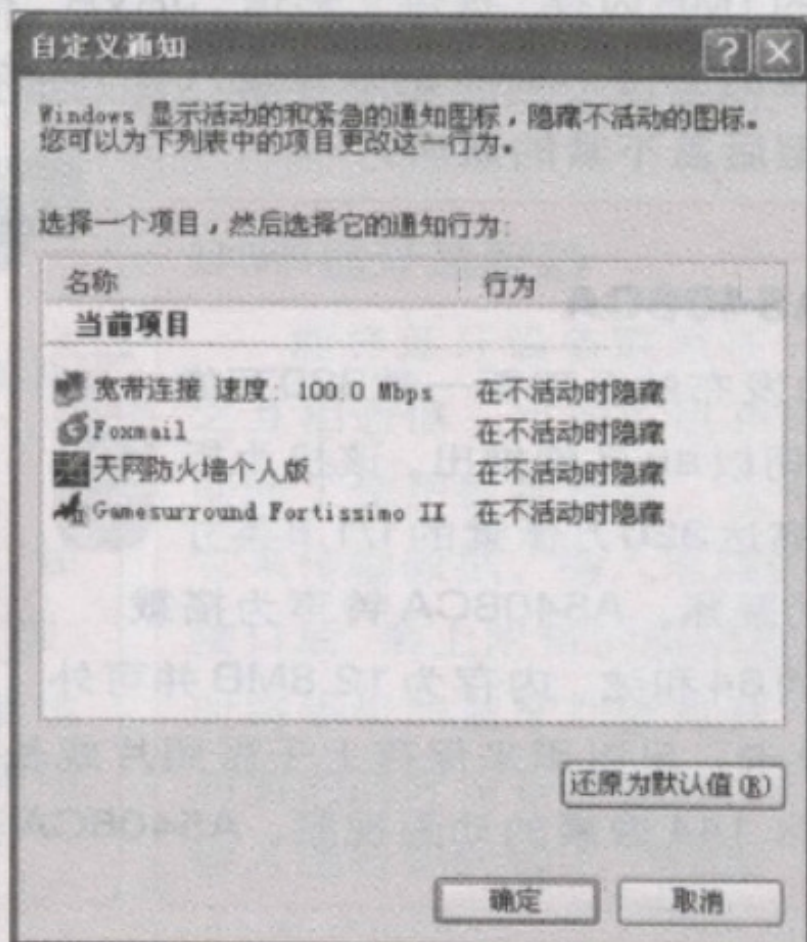 自定义通知
Windows 显示活动的和紧急的通知图标，隐藏不活动的图标。
您可以为下列表中的项目更改这一行为。
选择一个项目，然后选择它的通知行为:
名称 行为
当前项目
宽带连接 速度: 100.0 Mbps 在不活动时隐藏
Foxmail 在不活动时隐藏
天网防火墙个人版 在不活动时隐藏
Gamesurround Fortissimo II 在不活动时隐藏
还原为默认值(R)
确定 取消